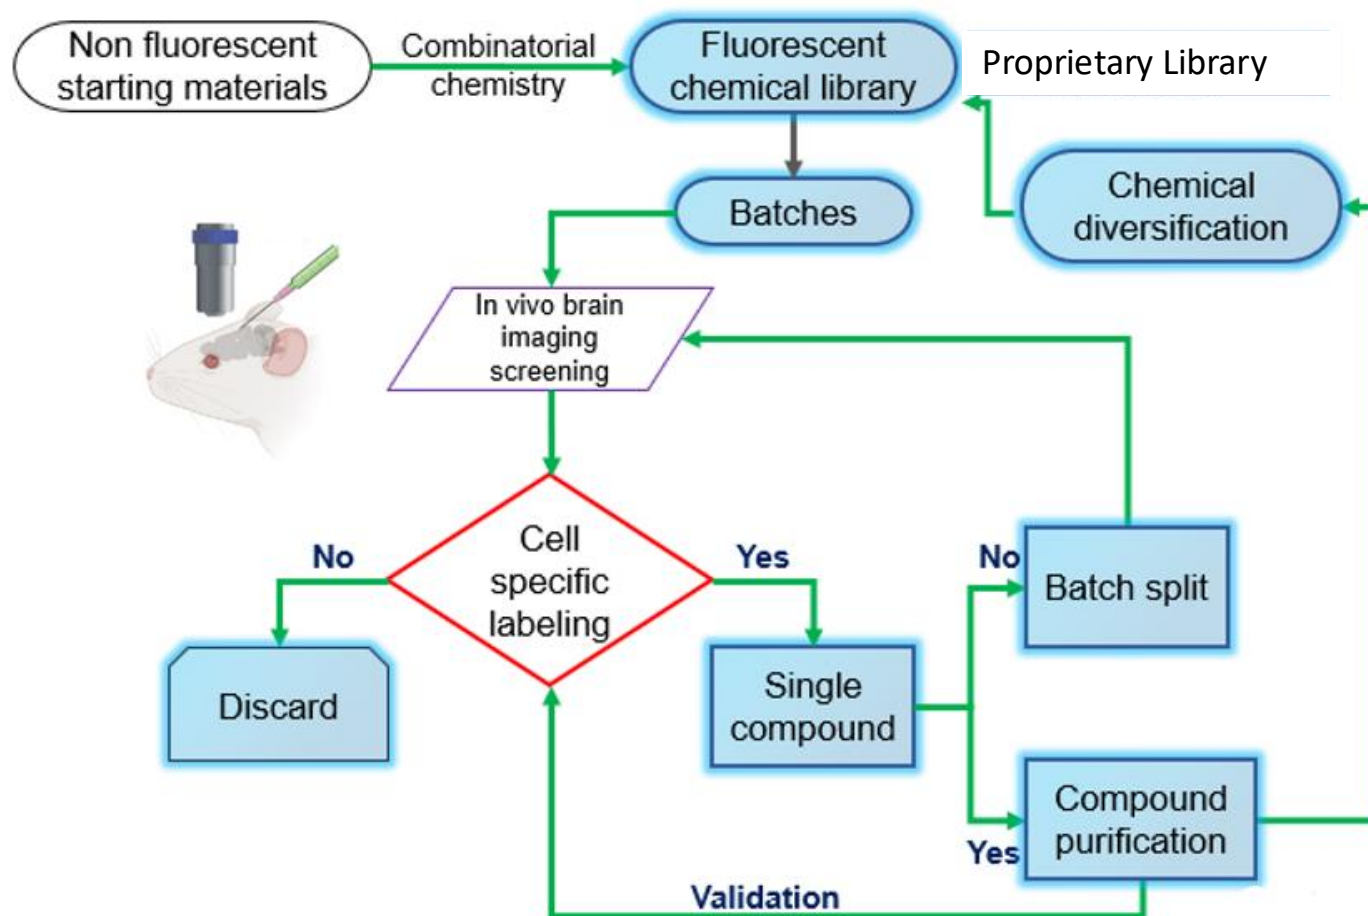 Non fluorescent
starting materials
Combinatorial
chemistry
Fluorescent
chemical library
Proprietary Library
Chemical
diversification
Batches
In vivo brain
imaging
screening
Cell
specific
labeling
No
Yes
Discard
Single
compound
No
Batch split
Yes
Compound
purification
Validation